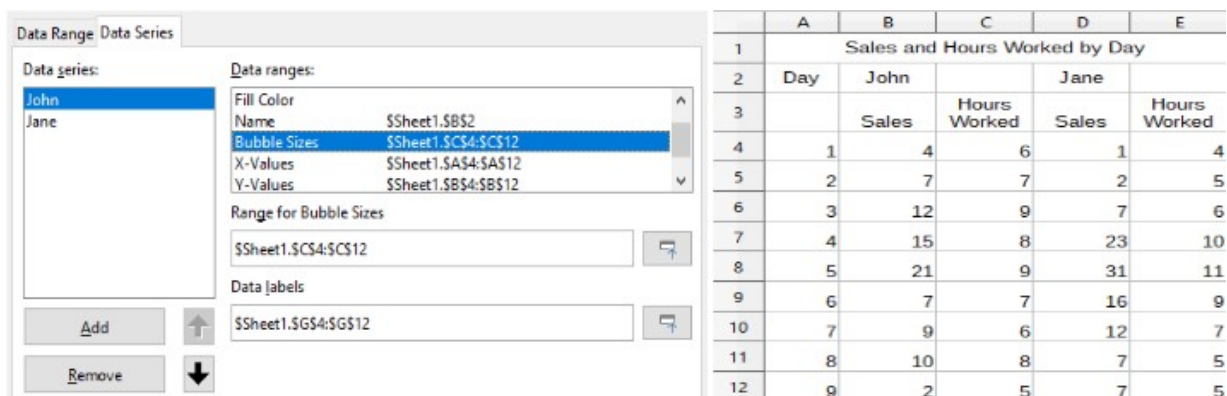 Data Range Data Series
Data series:
John
Jane
Add
Remove
Data ranges:
Fill Color
Name $Sheet1.$B$2
Bubble Sizes $Sheet1.$C$4:$C$12
X-Values $Sheet1.$A$4:$A$12
Y-Values $Sheet1.$B$4:$B$12
Range for Bubble Sizes
$Sheet1.$C$4:$C$12
Data labels
$Sheet1.$G$4:$G$12
A B C D E
1 Sales and Hours Worked by Day
2 Day John Jane
3 Sales Hours Worked Sales Hours Worked
4 1 4 6 1 4
5 2 7 7 2 5
6 3 12 9 7 6
7 4 15 8 23 10
8 5 21 9 31 11
9 6 7 7 16 9
10 7 9 6 12 7
11 8 10 8 7 5
12 9 2 5 7 5